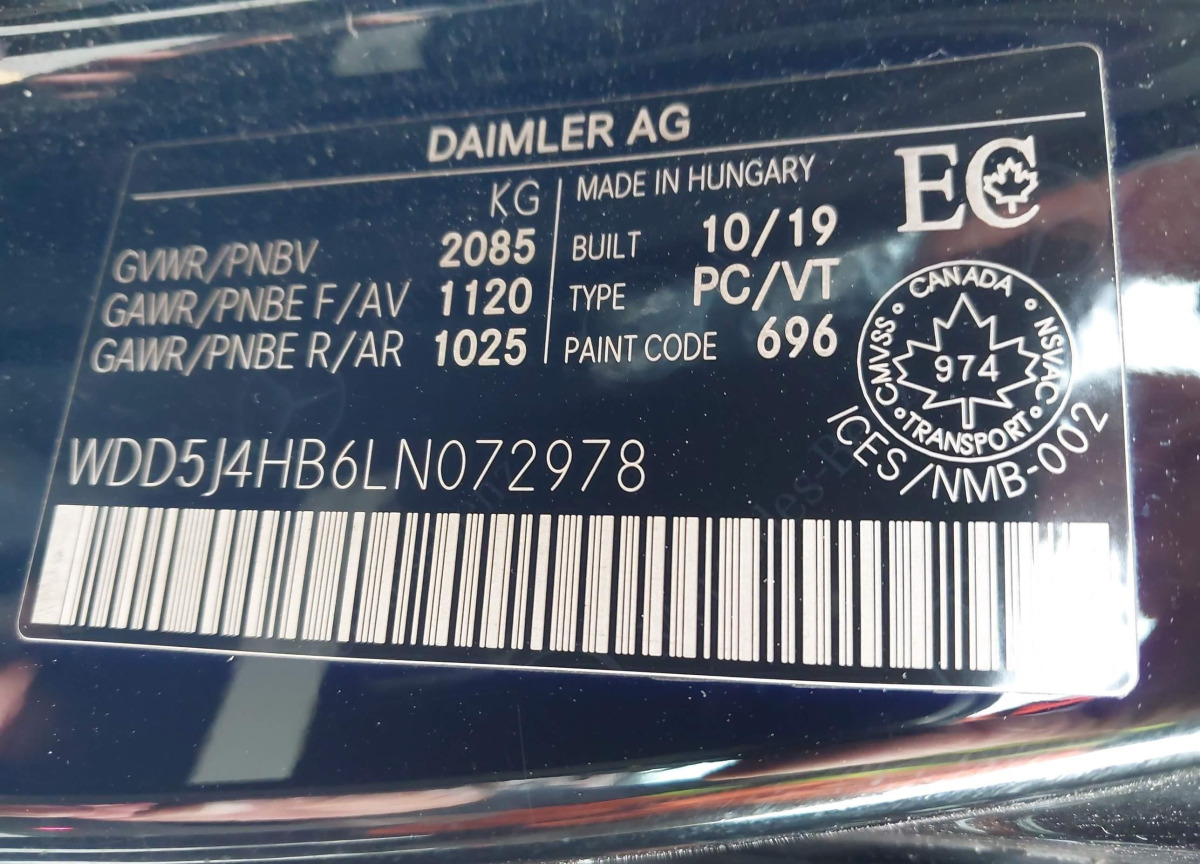 DAIMLER AG
KG
GVWR/PNBV 2085
GAWR/PNBE F/AV 1120
GAWR/PNBE R/AR 1025
MADE IN HUNGARY
BUILT 10/19
TYPE PC/VT
PAINT CODE 696
EC
CANADA
CMVSS NSVAC
974
TRANSPORT
ICES/NMB-002
WDD5J4HB6LN072978